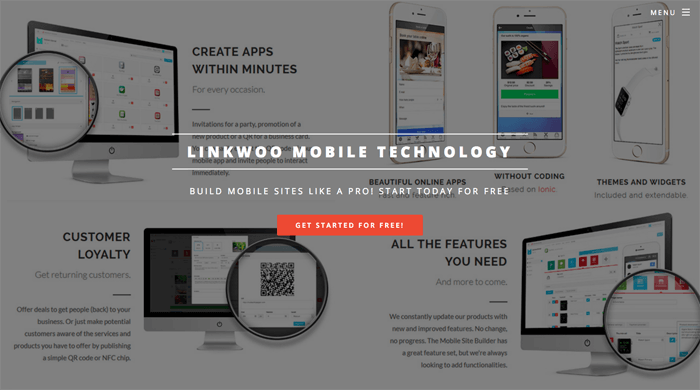 MENU
CREATE APPS
WITHIN MINUTES
For every occasion.
Invitations for a party, promotion of a
new product or a QR for a business card.
mobile app and invite people to interact
immediately.
LINKWOO MOBILE TECHNOLOGY
BEAUTIFUL ONLINE APPS
Fast and feature rich
WITHOUT CODING
Based on Ionic.
THEMES AND WIDGETS
Included and extendable
BUILD MOBILE SITES LIKE A PRO! START TODAY FOR FREE
GET STARTED FOR FREE!
CUSTOMER
LOYALTY
Get returning customers.
Offer deals to get people (back) to your
business. Or just make potential
customers aware of the services and
products you have to offer by publishing
a simple QR code or NFC chip.
ALL THE FEATURES
YOU NEED
And more to come.
We constantly update our products with
new and improved features. No change,
no progress. The Mobile Site Builder has
a great feature set, but we're always
looking to add functionalities.